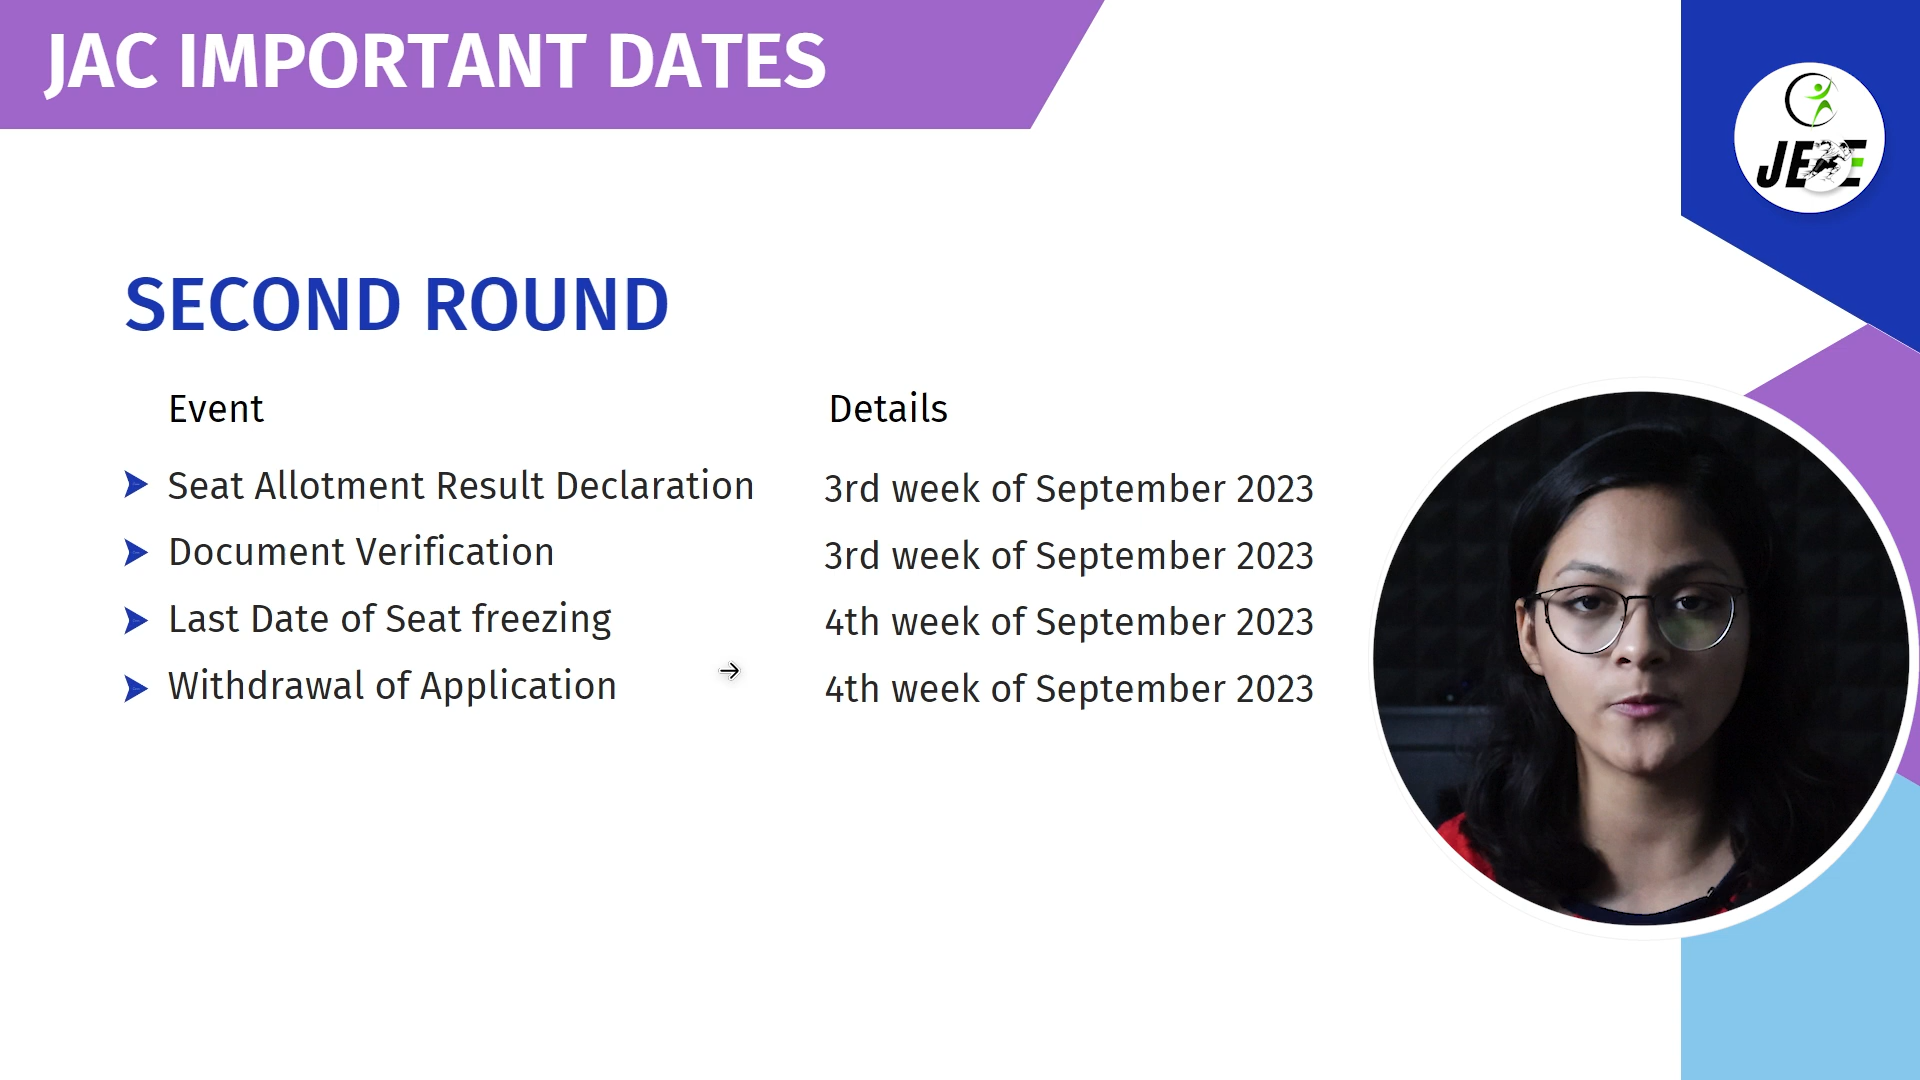 JAC IMPORTANT DATES
SECOND ROUND
Event Details
Seat Allotment Result Declaration 3rd week of September 2023
Document Verification 3rd week of September 2023
Last Date of Seat freezing 4th week of September 2023
Withdrawal of Application 4th week of September 2023